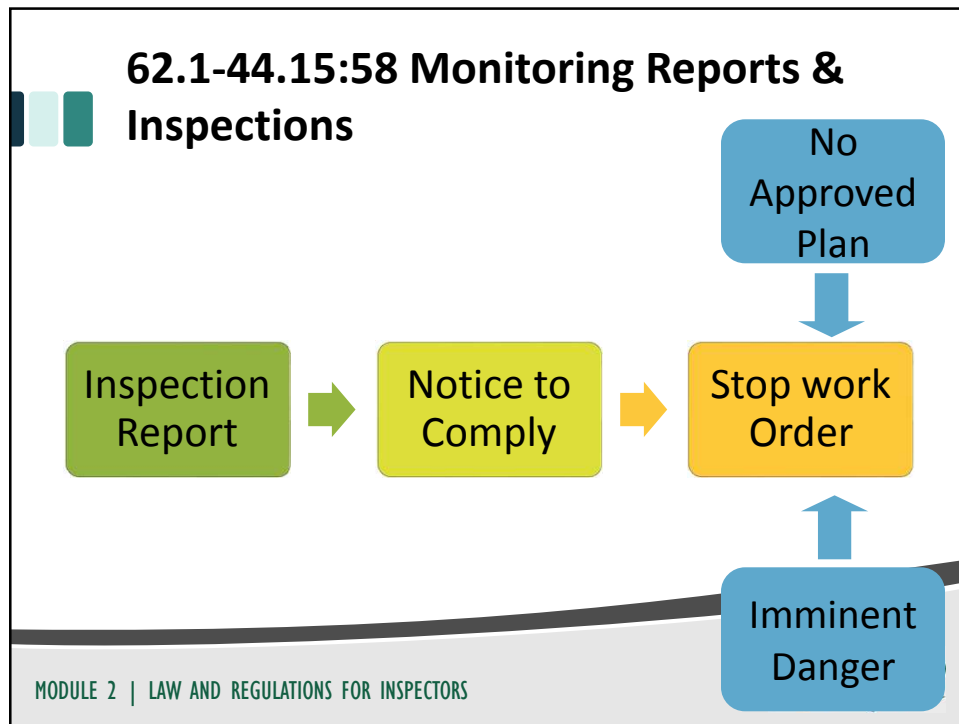 62.1-44.15:58 Monitoring Reports &
Inspections
No
Approved
Plan
Inspection
Report
Notice to
Comply
Stop work
Order
Imminent
Danger
MODULE 2 | LAW AND REGULATIONS FOR INSPECTORS